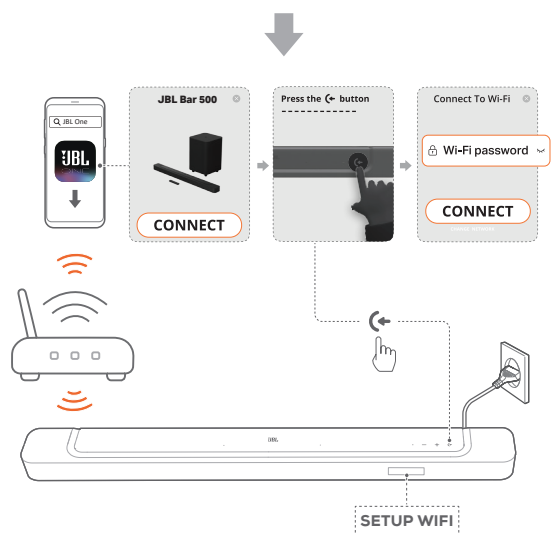 JBL One
JBL
ONE
JBL Bar 500
CONNECT
Press the button
Connect To Wi-Fi
Wi-Fi password
CONNECT
JBL
SETUP WIFI